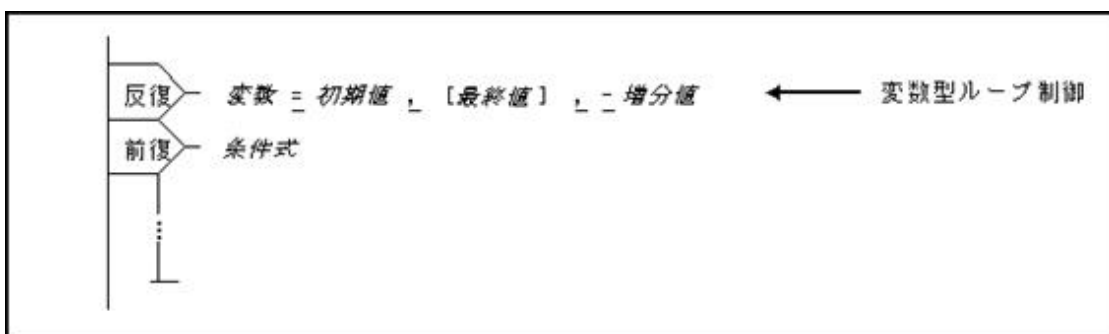 反復 変数 = 初期値 , [最終値] , - 増分値 ← 変数型ループ制御
前復 条件式